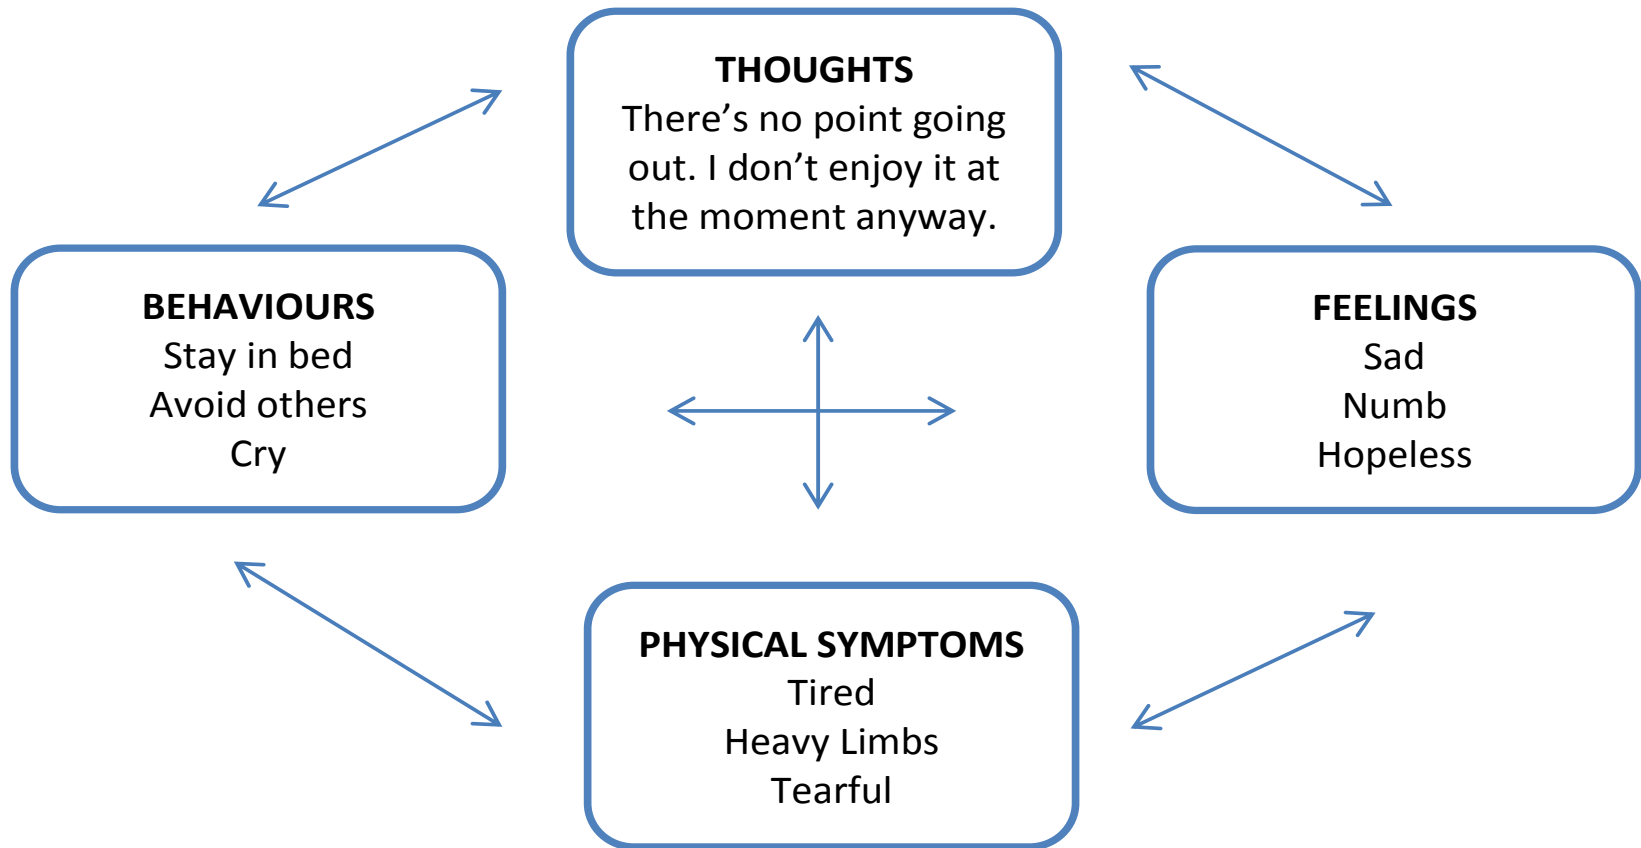 THOUGHTS
There’s no point going
out. I don’t enjoy it at
the moment anyway.
BEHAVIOURS
Stay in bed
Avoid others
Cry
FEELINGS
Sad
Numb
Hopeless
PHYSICAL SYMPTOMS
Tired
Heavy Limbs
Tearful